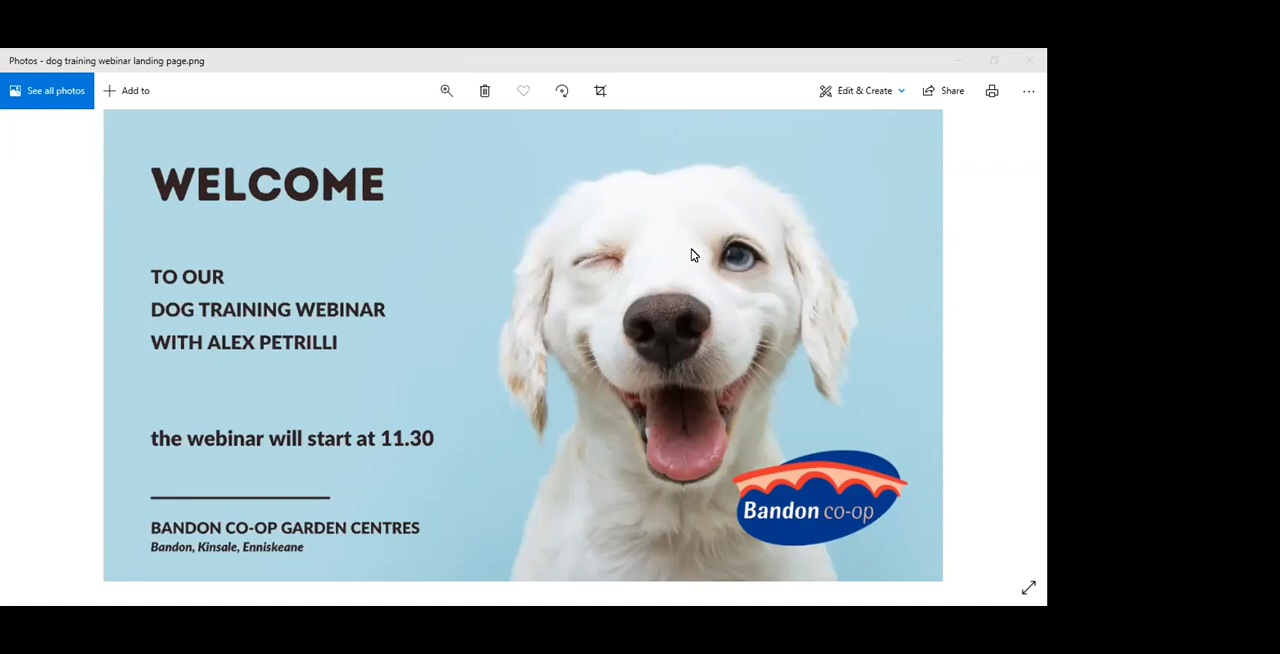 Photos - dog training webinar landing page.png
See all photos
Add to
Edit & Create
Share
WELCOME
TO OUR
DOG TRAINING WEBINAR
WITH ALEX PETRILLI
the webinar will start at 11.30
BANDON CO-OP GARDEN CENTRES
Bandon, Kinsale, Enniskeane
Bandon co-op